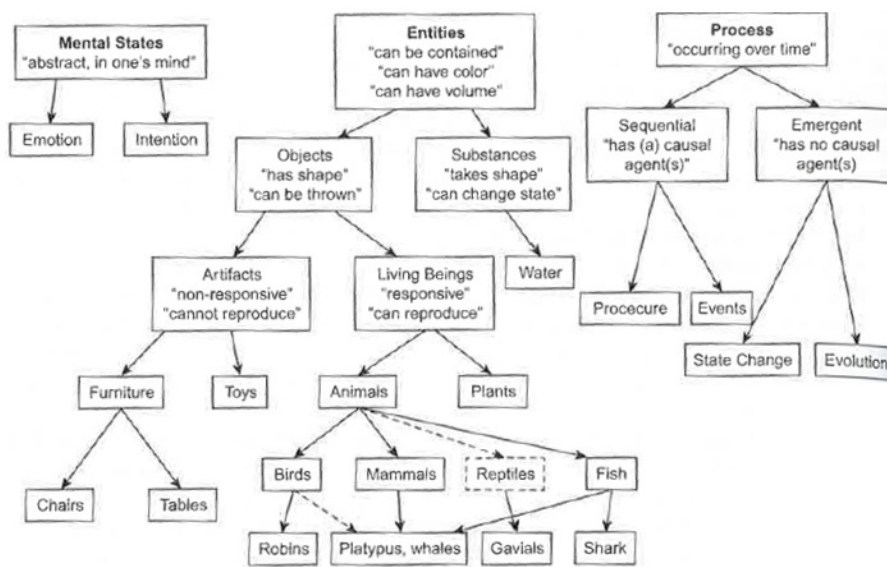 Mental States
"abstract, in one's mind"
Emotion
Intention
Entities
"can be contained"
"can have color"
"can have volume"
Objects
"has shape"
"can be thrown"
Substances
"takes shape"
"can change state"
Artifacts
"non-responsive"
"cannot reproduce"
Living Beings
"responsive"
"can reproduce"
Water
Furniture
Toys
Animals
Plants
Chairs
Tables
Birds
Mammals
Reptiles
Fish
Robins
Platypus, whales
Gavials
Shark
Process
"occurring over time"
Sequential
"has (a) causal
agent(s)"
Emergent
"has no causal
agent(s)
Procecure
Events
State Change
Evolution